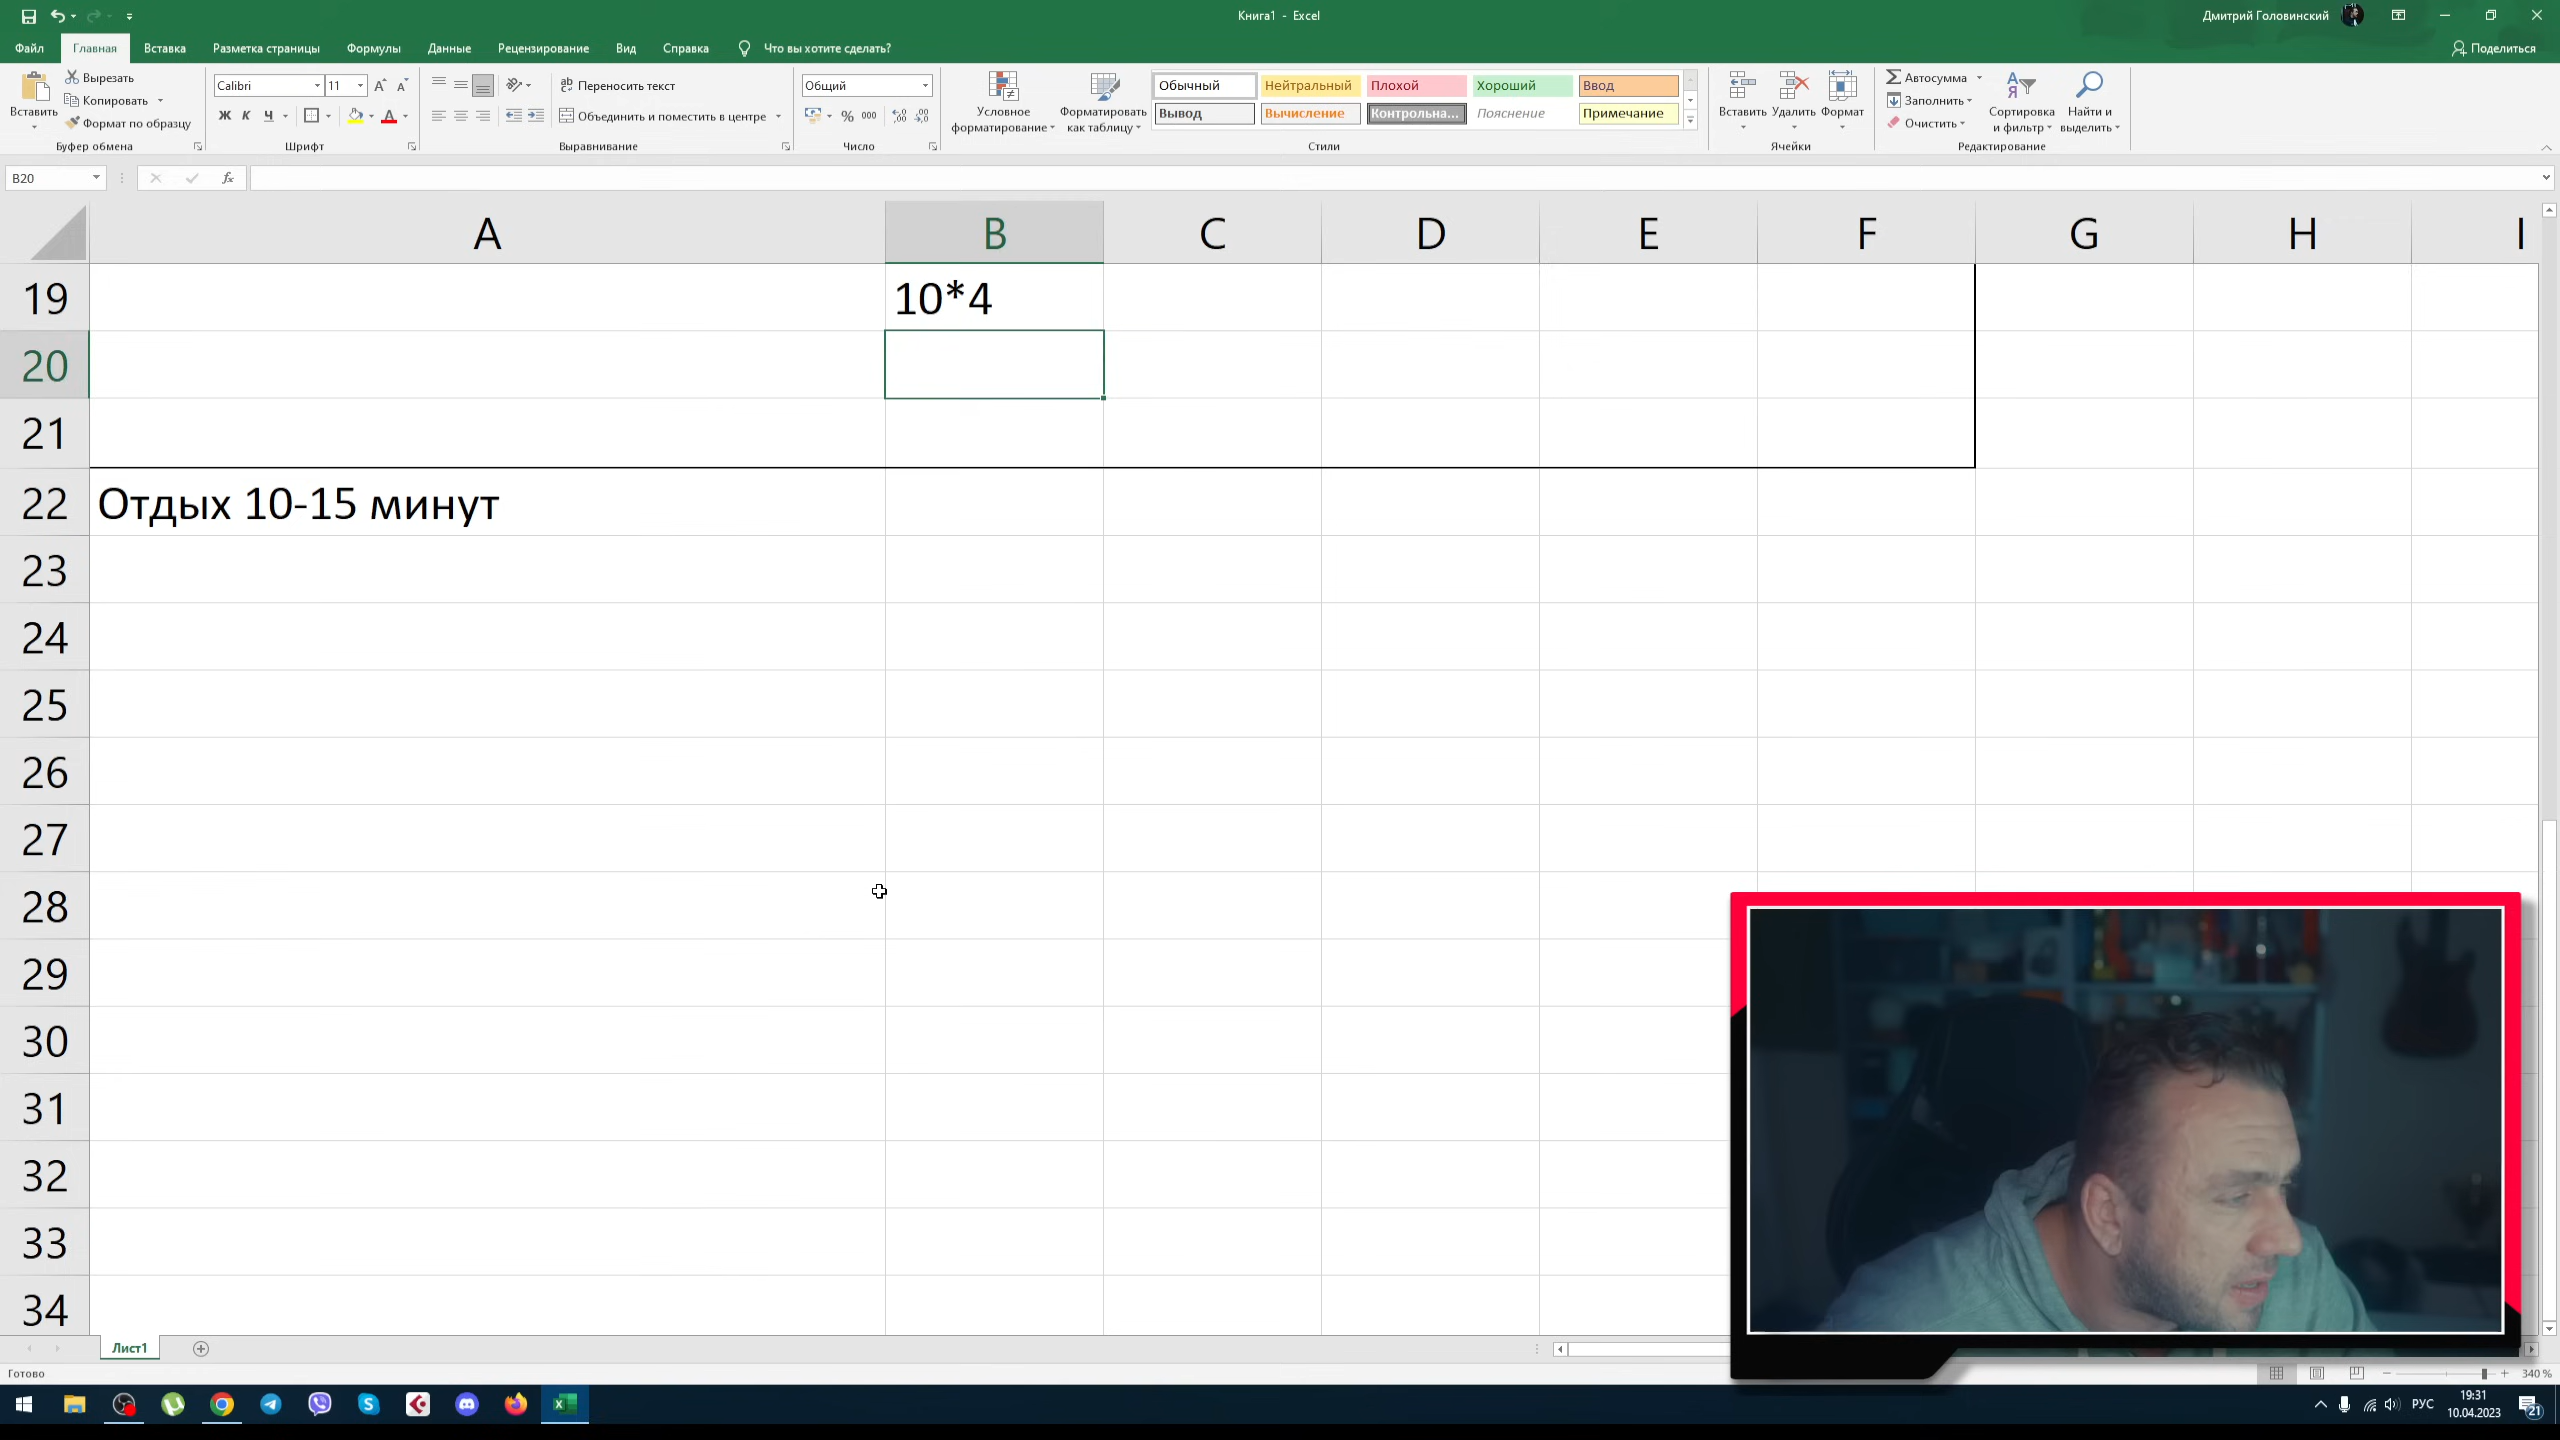 Книга1 - Excel
Дмитрий Головинский
Файл
Главная
Вставка
Разметка страницы
Формулы
Данные
Рецензирование
Вид
Справка
Что вы хотите сделать?
Поделиться
Вставить
Вырезать
Копировать
Формат по образцу
Буфер обмена
Calibri
11
Ж К Ч
Шрифт
Переносить текст
Объединить и поместить в центре
Выравнивание
Общий
% 000
Число
Условное форматирование
Форматировать как таблицу
Обычный
Нейтральный
Плохой
Хороший
Ввод
Вывод
Вычисление
Контрольна...
Пояснение
Примечание
Стили
Вставить
Удалить
Формат
Ячейки
Автосумма
Заполнить
Очистить
Сортировка и фильтр
Найти и выделить
Редактирование
B20
fx
A B C D E F G H I
19 10*4
20
21
22 Отдых 10-15 минут
23
24
25
26
27
28
29
30
31
32
33
34
Лист1
Готово
340 %
РУС
19:31
10.04.2023
21